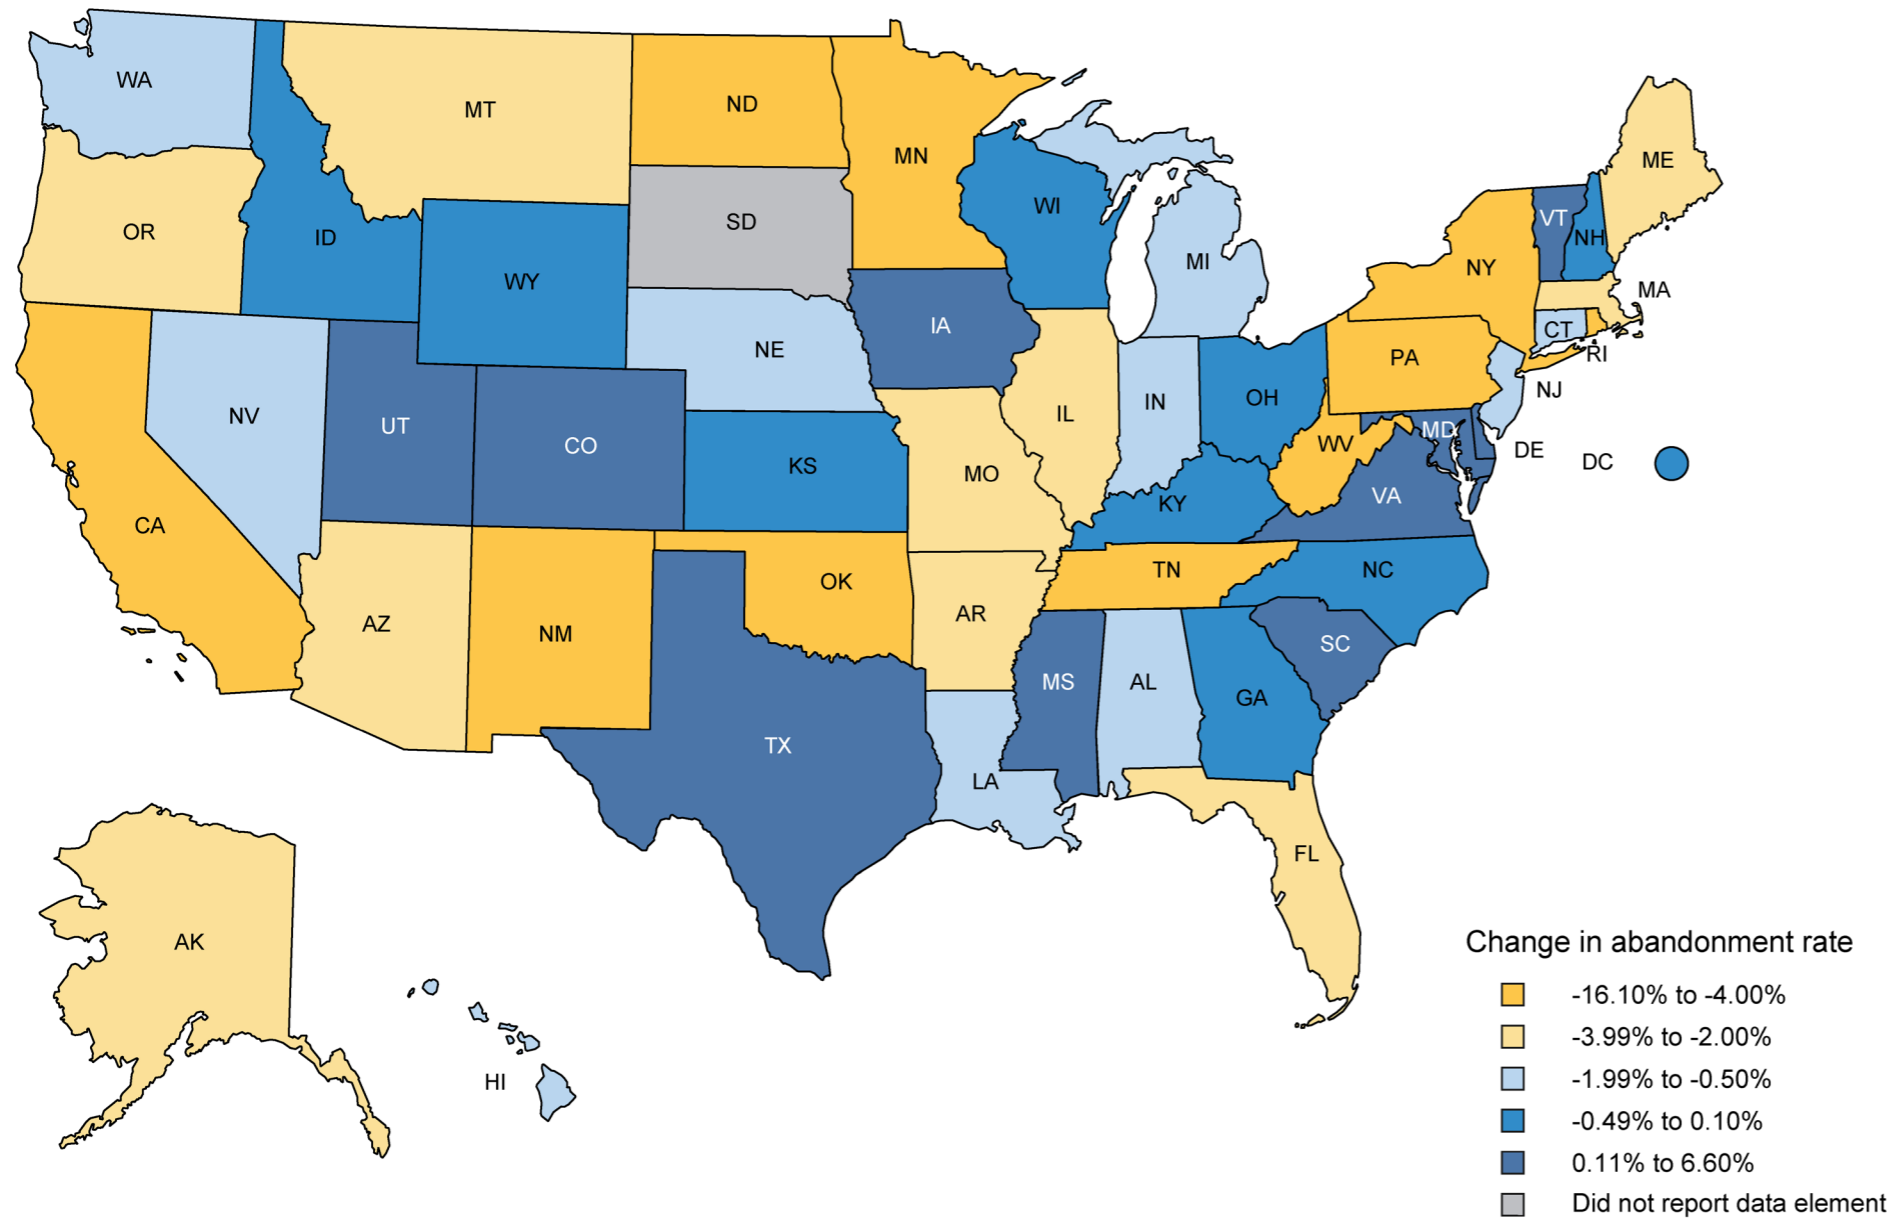 WA
MT
ND
MN
OR
ID
WY
SD
WI
MI
ME
VT
NH
NY
MA
CT
RI
NV
UT
CO
NE
IA
IL
IN
OH
PA
NJ
WV
MD
DE
DC
CA
KS
MO
KY
VA
AZ
NM
OK
AR
TN
NC
TX
LA
MS
AL
GA
SC
FL
AK
HI
Change in abandonment rate
-16.10% to -4.00%
-3.99% to -2.00%
-1.99% to -0.50%
-0.49% to 0.10%
0.11% to 6.60%
Did not report data element